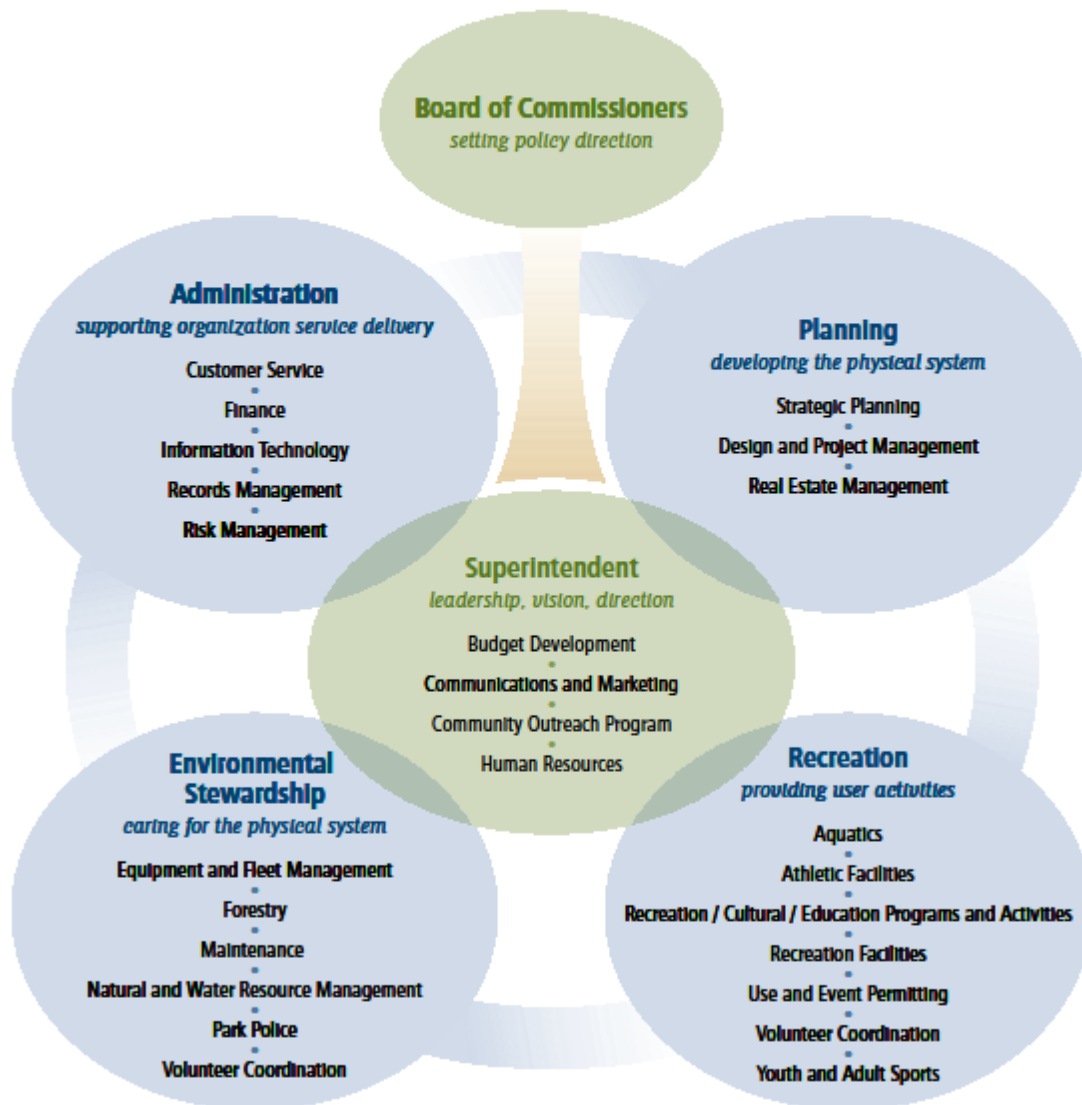 Board of Commissioners
setting policy direction
Administration
supporting organization service delivery
Customer Service
Finance
Information Technology
Records Management
Risk Management
Planning
developing the physical system
Strategic Planning
Design and Project Management
Real Estate Management
Superintendent
leadership, vision, direction
Budget Development
Communications and Marketing
Community Outreach Program
Human Resources
Environmental
Stewardship
caring for the physical system
Equipment and Fleet Management
Forestry
Maintenance
Natural and Water Resource Management
Park Police
Volunteer Coordination
Recreation
providing user activities
Aquatics
Athletic Facilities
Recreation / Cultural / Education Programs and Activities
Recreation Facilities
Use and Event Permitting
Volunteer Coordination
Youth and Adult Sports